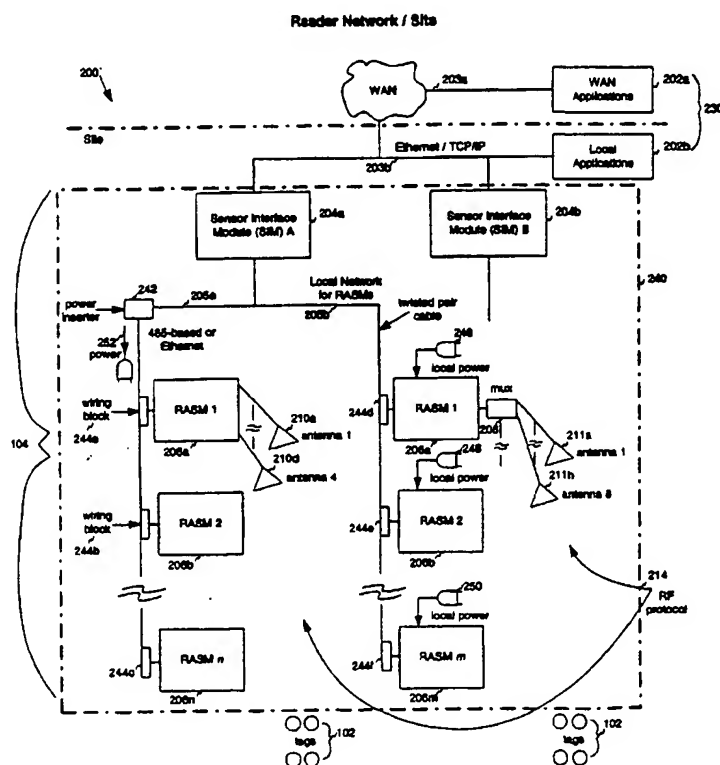 Reader Network / Site
200
WAN
203a
WAN Applications
202a
230
Site
Ethernet / TCP/IP
203b
Local Applications
202b
Sensor Interface Module (SIM) A
204a
Sensor Interface Module (SIM) B
204b
240
242
205a
Local Network for RASMs
205b
power inserter
twisted pair cable
252
power
485-based or Ethernet
246
local power
mux
wiring block
244a
RASM 1
206a
210a
antenna 1
210d
antenna 4
244d
RASM 1
206a
208
211a
antenna 1
211h
antenna 8
104
248
local power
wiring block
244b
RASM 2
206b
244e
RASM 2
206b
214
RF protocol
250
local power
244c
RASM n
206n
244f
RASM m
206m
tags
102
tags
102